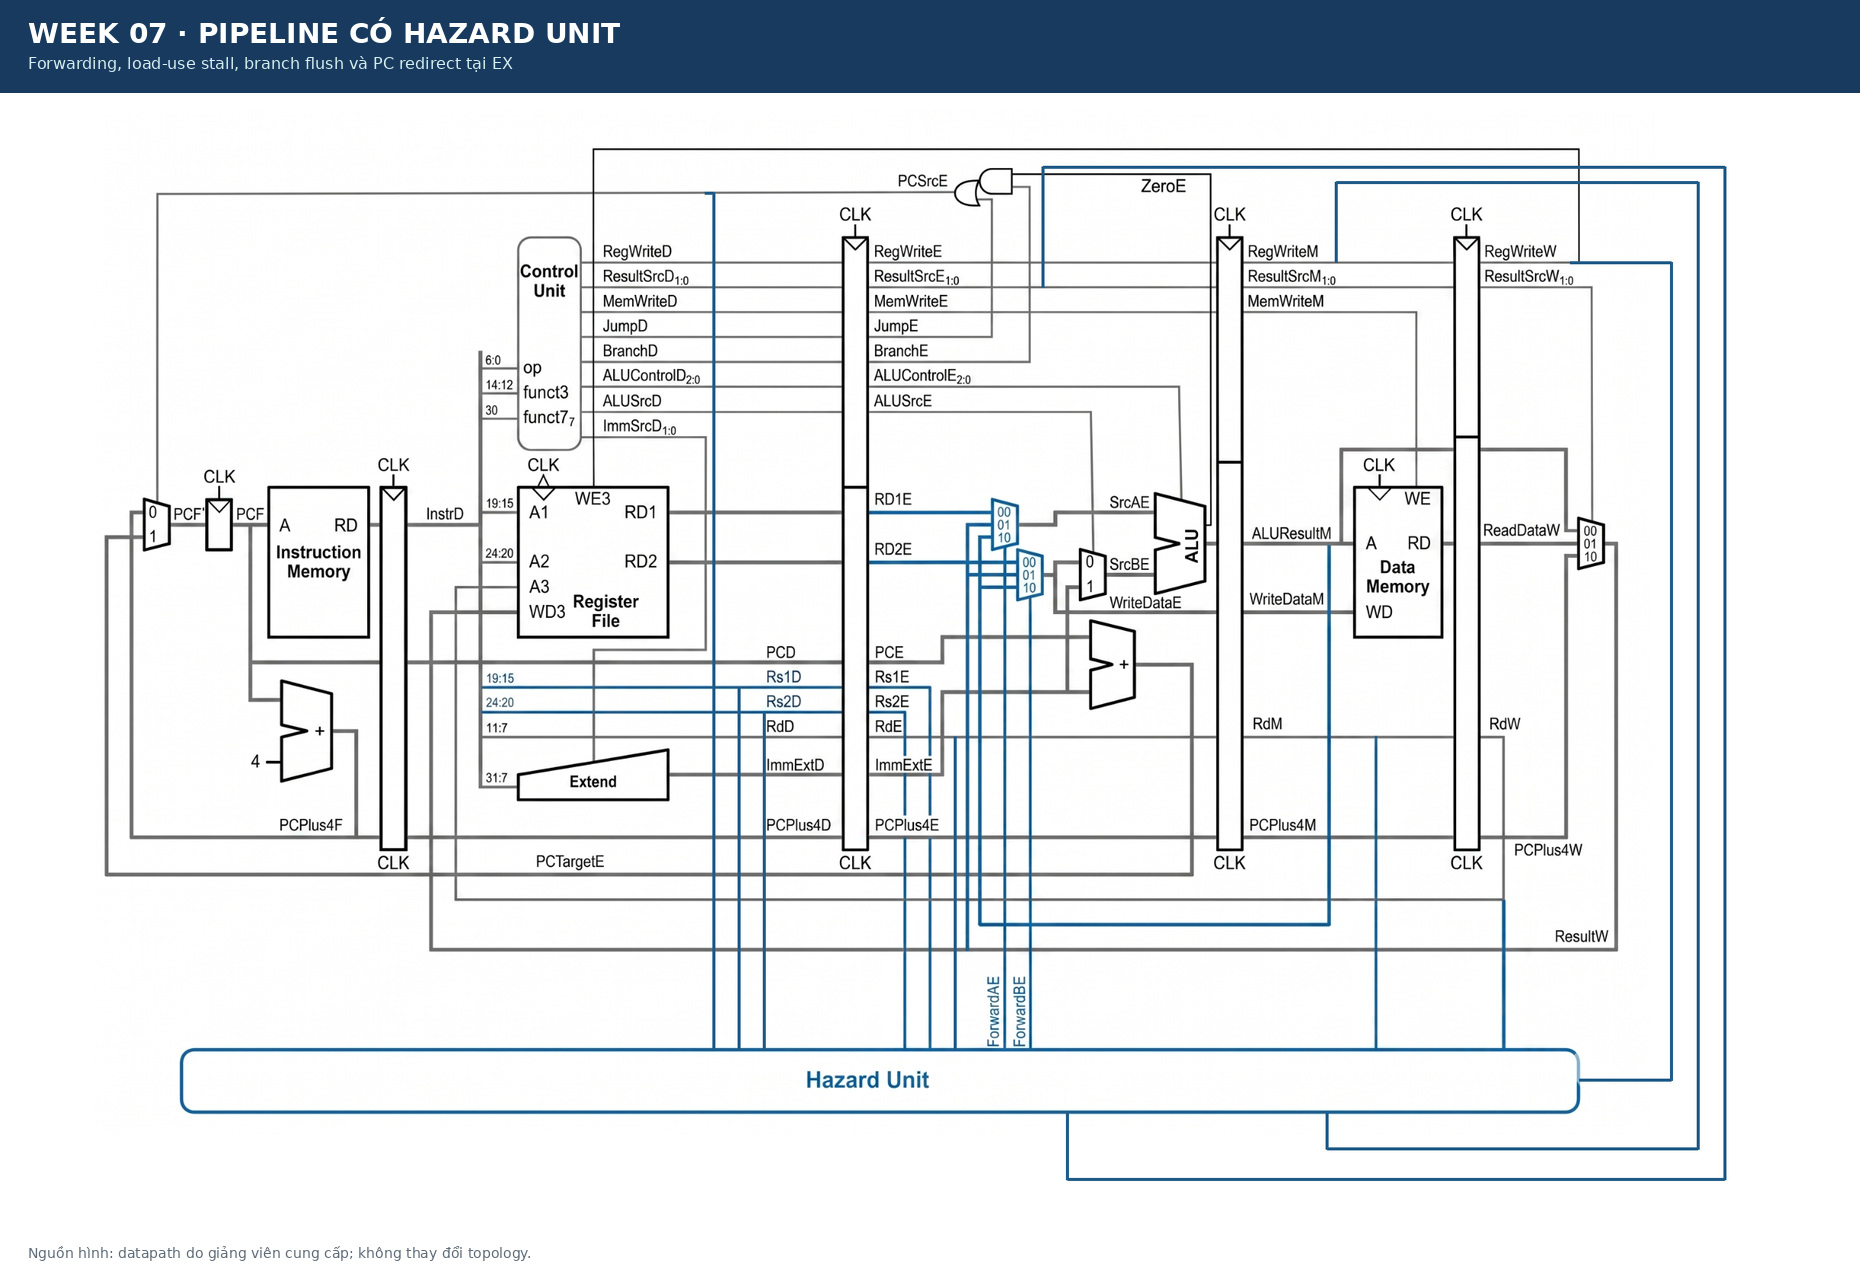 WEEK 07 · PIPELINE CÓ HAZARD UNIT
Forwarding, load-use stall, branch flush và PC redirect tại EX
PCSrcE
ZeroE
CLK
CLK
CLK
Control
Unit
op
funct3
funct7₇
6:0
14:12
30
RegWriteD
ResultSrcD1:0
MemWriteD
JumpD
BranchD
ALUControlD2:0
ALUSrcD
ImmSrcD1:0
RegWriteE
ResultSrcE1:0
MemWriteE
JumpE
BranchE
ALUControlE2:0
ALUSrcE
RegWriteM
ResultSrcM1:0
MemWriteM
RegWriteW
ResultSrcW1:0
0
1
PCF'
CLK
PCF
A
RD
Instruction
Memory
CLK
InstrD
19:15
24:20
CLK
WE3
A1
RD1
A2
RD2
A3
WD3
Register
File
RD1E
RD2E
00
01
10
00
01
10
0
1
SrcAE
SrcBE
ALU
WriteDataE
ALUResultM
WriteDataM
CLK
WE
A
RD
Data
Memory
WD
ReadDataW
00
01
10
PCD
PCE
19:15
Rs1D
Rs1E
24:20
Rs2D
Rs2E
11:7
RdD
RdE
RdM
RdW
+
4
+
31:7
Extend
ImmExtD
ImmExtE
PCPlus4F
PCPlus4D
PCPlus4E
PCPlus4M
PCPlus4W
CLK
CLK
CLK
CLK
PCTargetE
ResultW
ForwardAE
ForwardBE
Hazard Unit
Nguồn hình: datapath do giảng viên cung cấp; không thay đổi topology.